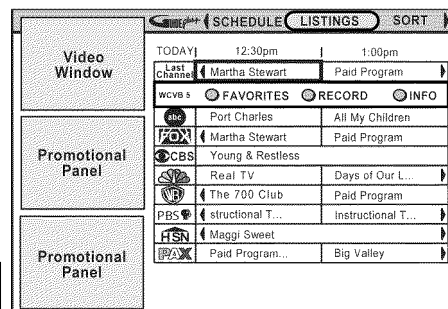 GUIDE Plus+ SCHEDULE LISTINGS SORT
Video
Window
TODAY 12:30pm 1:00pm
Last
Channel Martha Stewart Paid Program
WCVB 5 FAVORITES RECORD INFO
abc Port Charles All My Children
FOX Martha Stewart Paid Program
CBS Young & Restless
Promotional
Panel
Real TV Days of Our L...
WB The 700 Club Paid Program
PBS structional T... Instructional T...
HSN Maggi Sweet
PAX Paid Program... Big Valley
Promotional
Panel